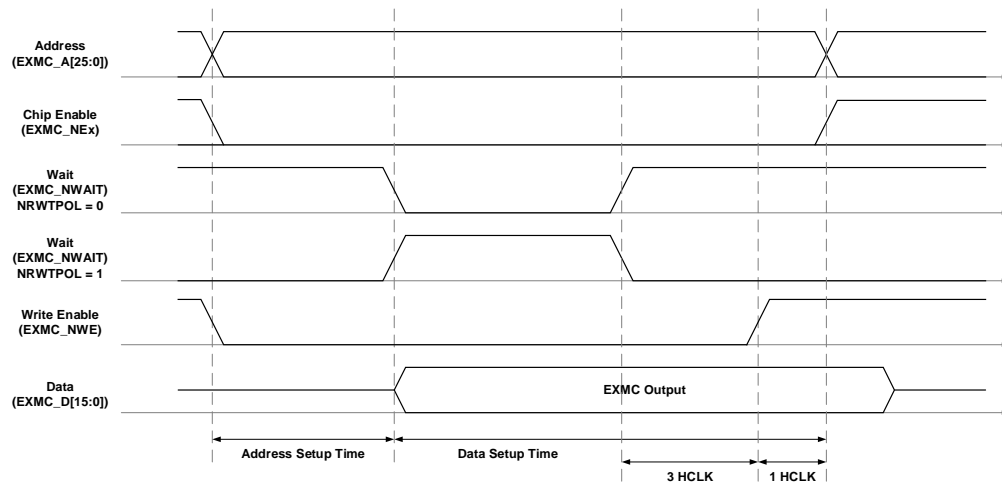 Address
(EXMC_A[25:0])
Chip Enable
(EXMC_NEx)
Wait
(EXMC_NWAIT)
NRWTPOL = 0
Wait
(EXMC_NWAIT)
NRWTPOL = 1
Write Enable
(EXMC_NWE)
Data
(EXMC_D[15:0])
EXMC Output
Address Setup Time
Data Setup Time
3 HCLK
1 HCLK